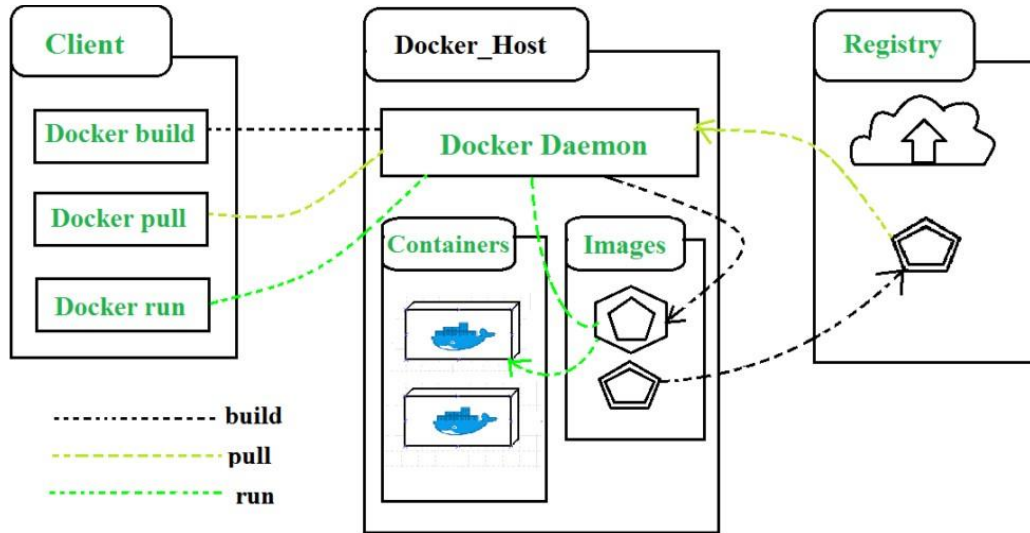 Client
Docker_Host
Registry
Docker build
Docker Daemon
Docker pull
Containers
Images
Docker run
build
pull
run